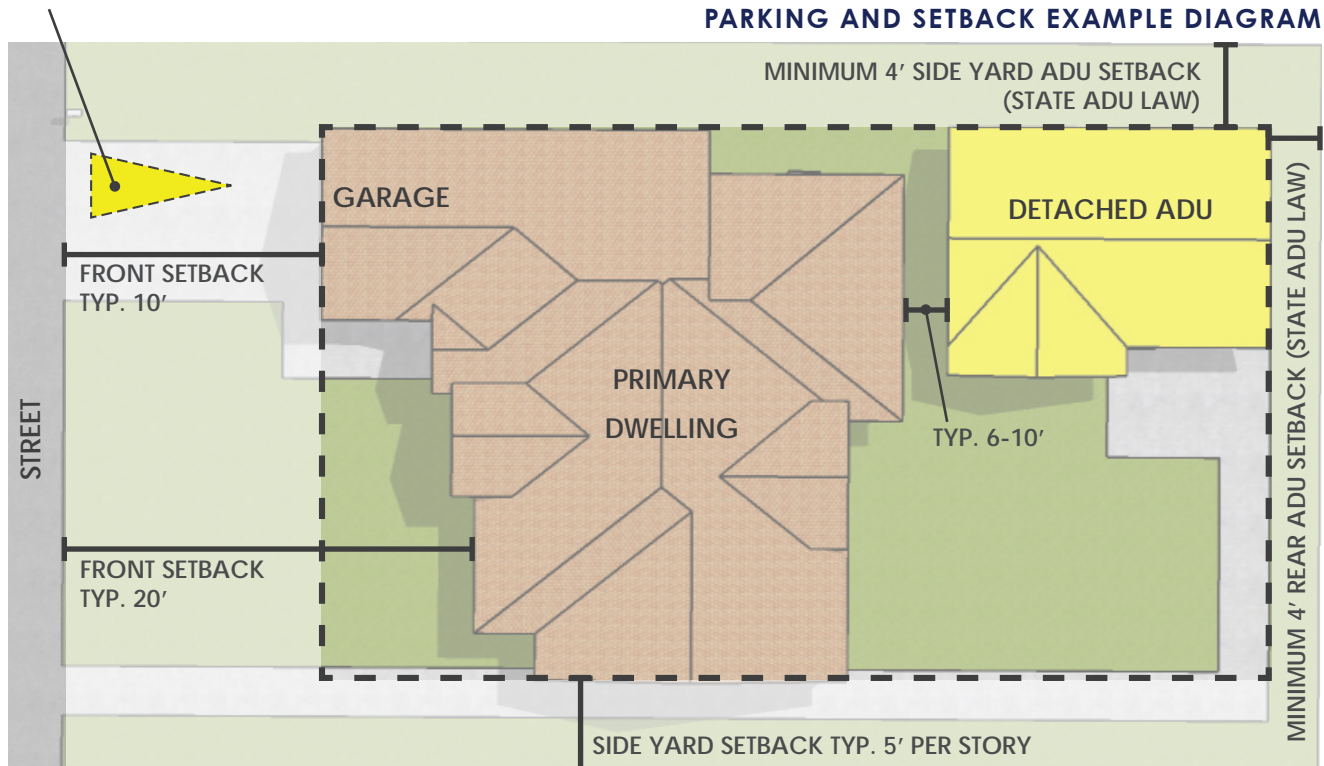 PARKING AND SETBACK EXAMPLE DIAGRAM
MINIMUM 4’ SIDE YARD ADU SETBACK
(STATE ADU LAW)
GARAGE
DETACHED ADU
FRONT SETBACK
TYP. 10’
PRIMARY
DWELLING
TYP. 6-10’
STREET
FRONT SETBACK
TYP. 20’
MINIMUM 4’ REAR ADU SETBACK (STATE ADU LAW)
SIDE YARD SETBACK TYP. 5’ PER STORY